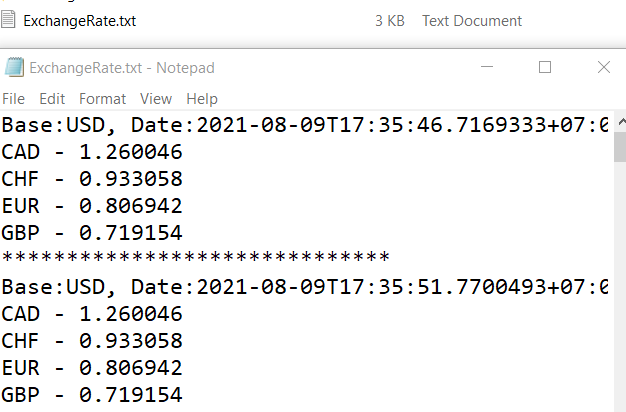 ExchangeRate.txt 3 KB Text Document
ExchangeRate.txt - Notepad
File Edit Format View Help
Base:USD, Date:2021-08-09T17:35:46.7169333+07:0
CAD - 1.260046
CHF - 0.933058
EUR - 0.806942
GBP - 0.719154
******************************
Base:USD, Date:2021-08-09T17:35:51.7700493+07:0
CAD - 1.260046
CHF - 0.933058
EUR - 0.806942
GBP - 0.719154